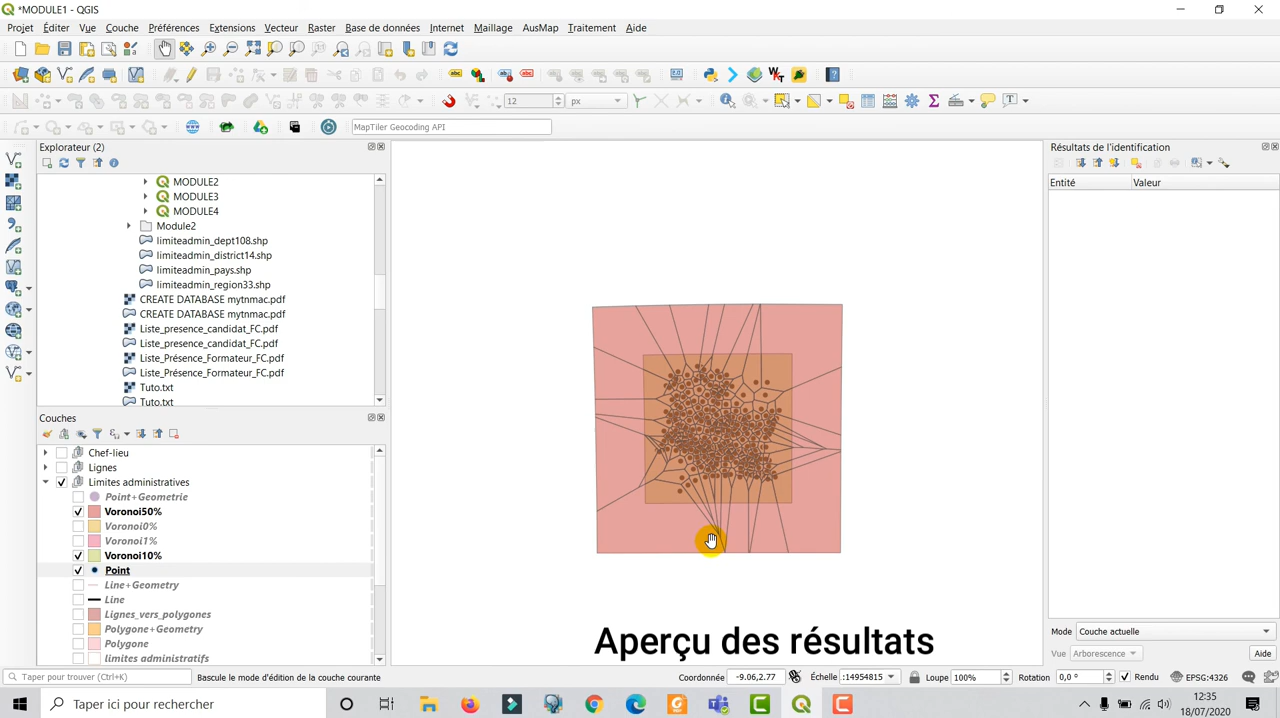 *MODULE1 - QGIS
Projet Éditer Vue Couche Préférences Extensions Vecteur Raster Base de données Internet Maillage AusMap Traitement Aide
12 px
MapTiler Geocoding API
Explorateur (2)
MODULE2
MODULE3
MODULE4
Module2
limiteadmin_dept108.shp
limiteadmin_district14.shp
limiteadmin_pays.shp
limiteadmin_region33.shp
CREATE DATABASE mytnmac.pdf
CREATE DATABASE mytnmac.pdf
Liste_presence_candidat_FC.pdf
Liste_presence_candidat_FC.pdf
Liste_Présence_Formateur_FC.pdf
Liste_Présence_Formateur_FC.pdf
Tuto.txt
Tuto.txt
Couches
Chef-lieu
Lignes
Limites administratives
Point+Geometrie
Voronoi50%
Voronoi0%
Voronoi1%
Voronoi10%
Point
Line+Geometry
Line
Lignes_vers_polygones
Polygone+Geometry
Polygone
limites administratifs
Résultats de l'identification
Entité Valeur
Mode Couche actuelle
Vue Arborescence Aide
Aperçu des résultats
Taper pour trouver (Ctrl+K) Bascule le mode d'édition de la couche courante Coordonnée -9.06,2.77 Échelle :14954815 Loupe 100% Rotation 0,0 ° Rendu EPSG:4326
Taper ici pour rechercher
12:35
18/07/2020